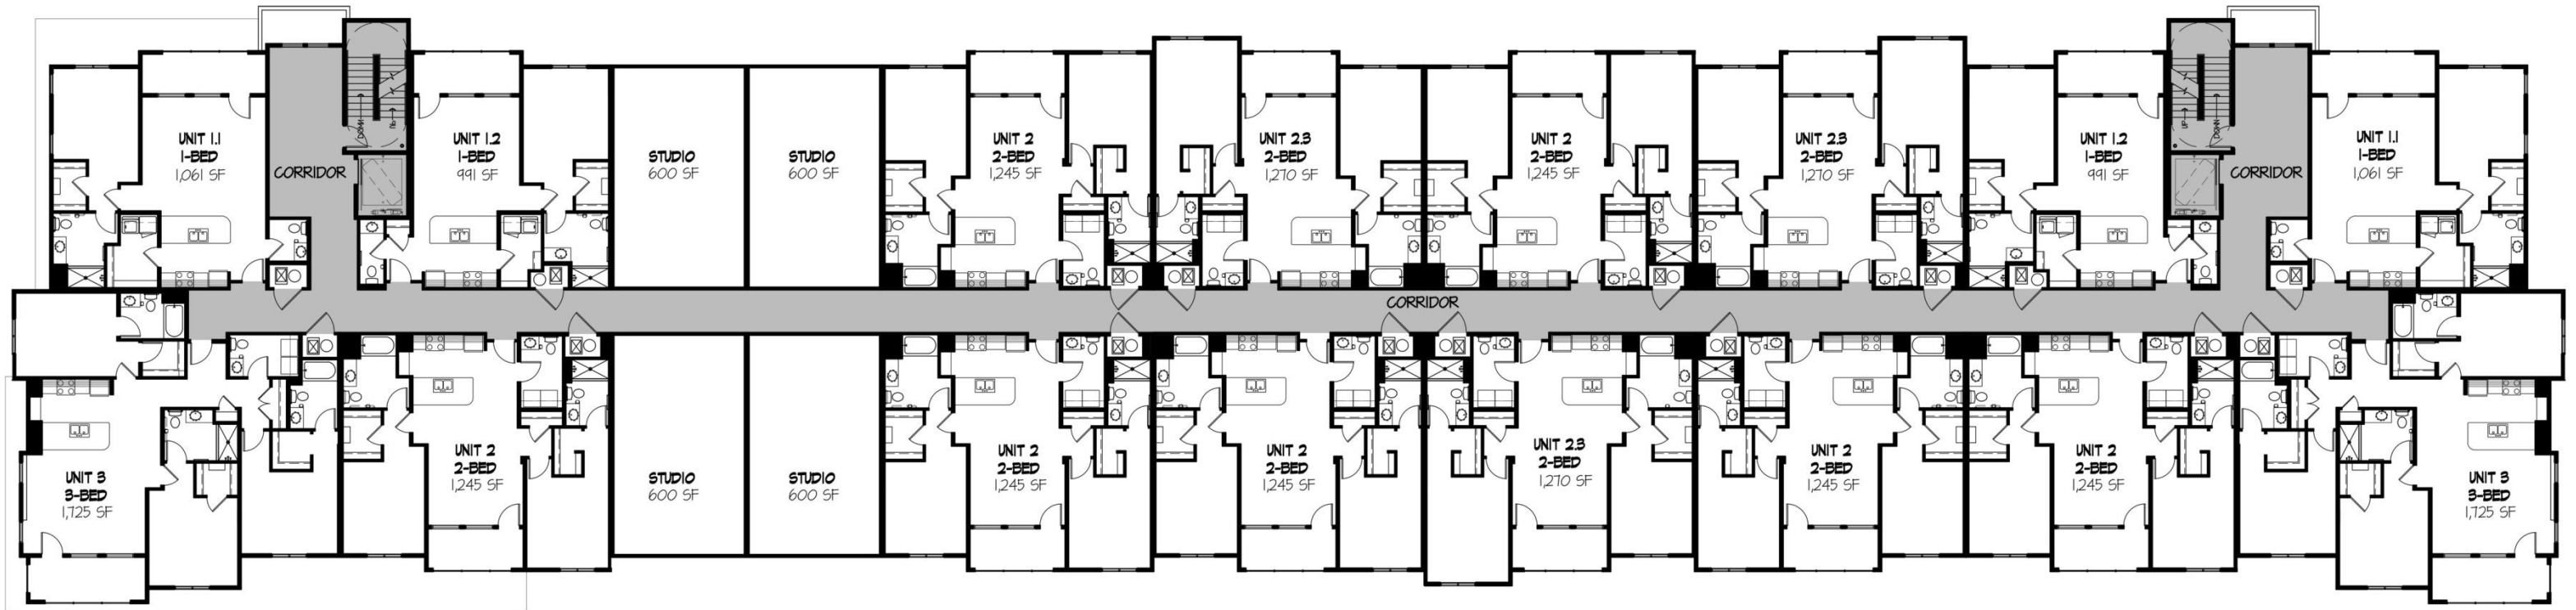 UNIT 1.1
1-BED
1,061 SF
CORRIDOR
DOWN
UP
UNIT 1.2
1-BED
991 SF
STUDIO
600 SF
STUDIO
600 SF
UNIT 2
2-BED
1,245 SF
UNIT 2.3
2-BED
1,270 SF
UNIT 2
2-BED
1,245 SF
UNIT 2.3
2-BED
1,270 SF
UNIT 1.2
1-BED
991 SF
UP
DOWN
CORRIDOR
UNIT 1.1
1-BED
1,061 SF
CORRIDOR
UNIT 3
3-BED
1,725 SF
UNIT 2
2-BED
1,245 SF
STUDIO
600 SF
STUDIO
600 SF
UNIT 2
2-BED
1,245 SF
UNIT 2
2-BED
1,245 SF
UNIT 2.3
2-BED
1,270 SF
UNIT 2
2-BED
1,245 SF
UNIT 2
2-BED
1,245 SF
UNIT 3
3-BED
1,725 SF